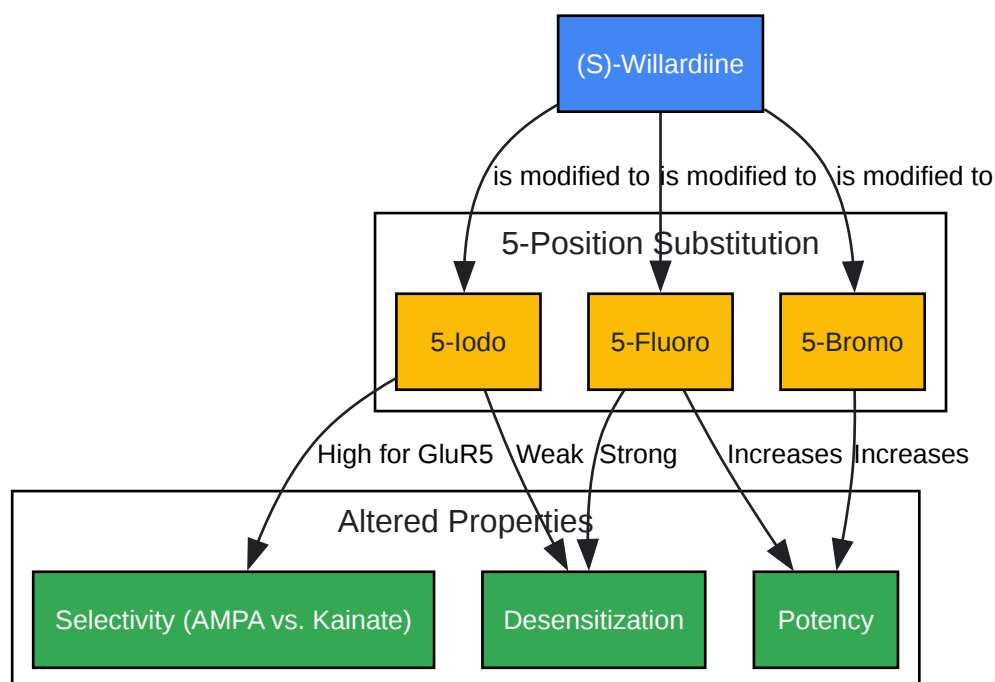 (S)-Willardiine
is modified to
is modified to
is modified to
5-Position Substitution
5-Iodo
5-Fluoro
5-Bromo
High for GluR5
Weak
Strong
Increases
Increases
Altered Properties
Selectivity (AMPA vs. Kainate)
Desensitization
Potency